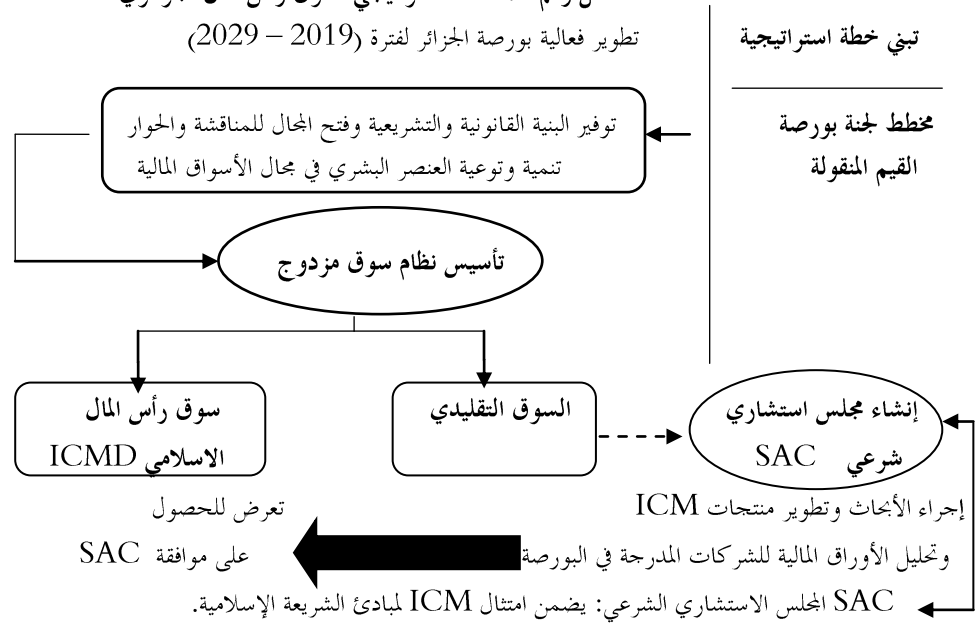 تبني خطة استراتيجية
تطوير فعالية بورصة الجزائر لفترة (2019 – 2029)
مخطط لجنة بورصة
القيم المنقولة
توفير البنية القانونية والتشريعية وفتح المجال للمناقشة والحوار
تنمية وتوعية العنصر البشري في مجال الأسواق المالية
تأسيس نظام سوق مزدوج
إنشاء مجلس استشاري
شرعي SAC
السوق التقليدي
سوق رأس المال
الاسلامي ICMD
إجراء الأبحاث وتطوير منتجات ICM
وتحليل الأوراق المالية للشركات المدرجة في البورصة
تعرض للحصول
على موافقة SAC
SAC المجلس الاستشاري الشرعي: يضمن امتثال ICM لمبادئ الشريعة الإسلامية.